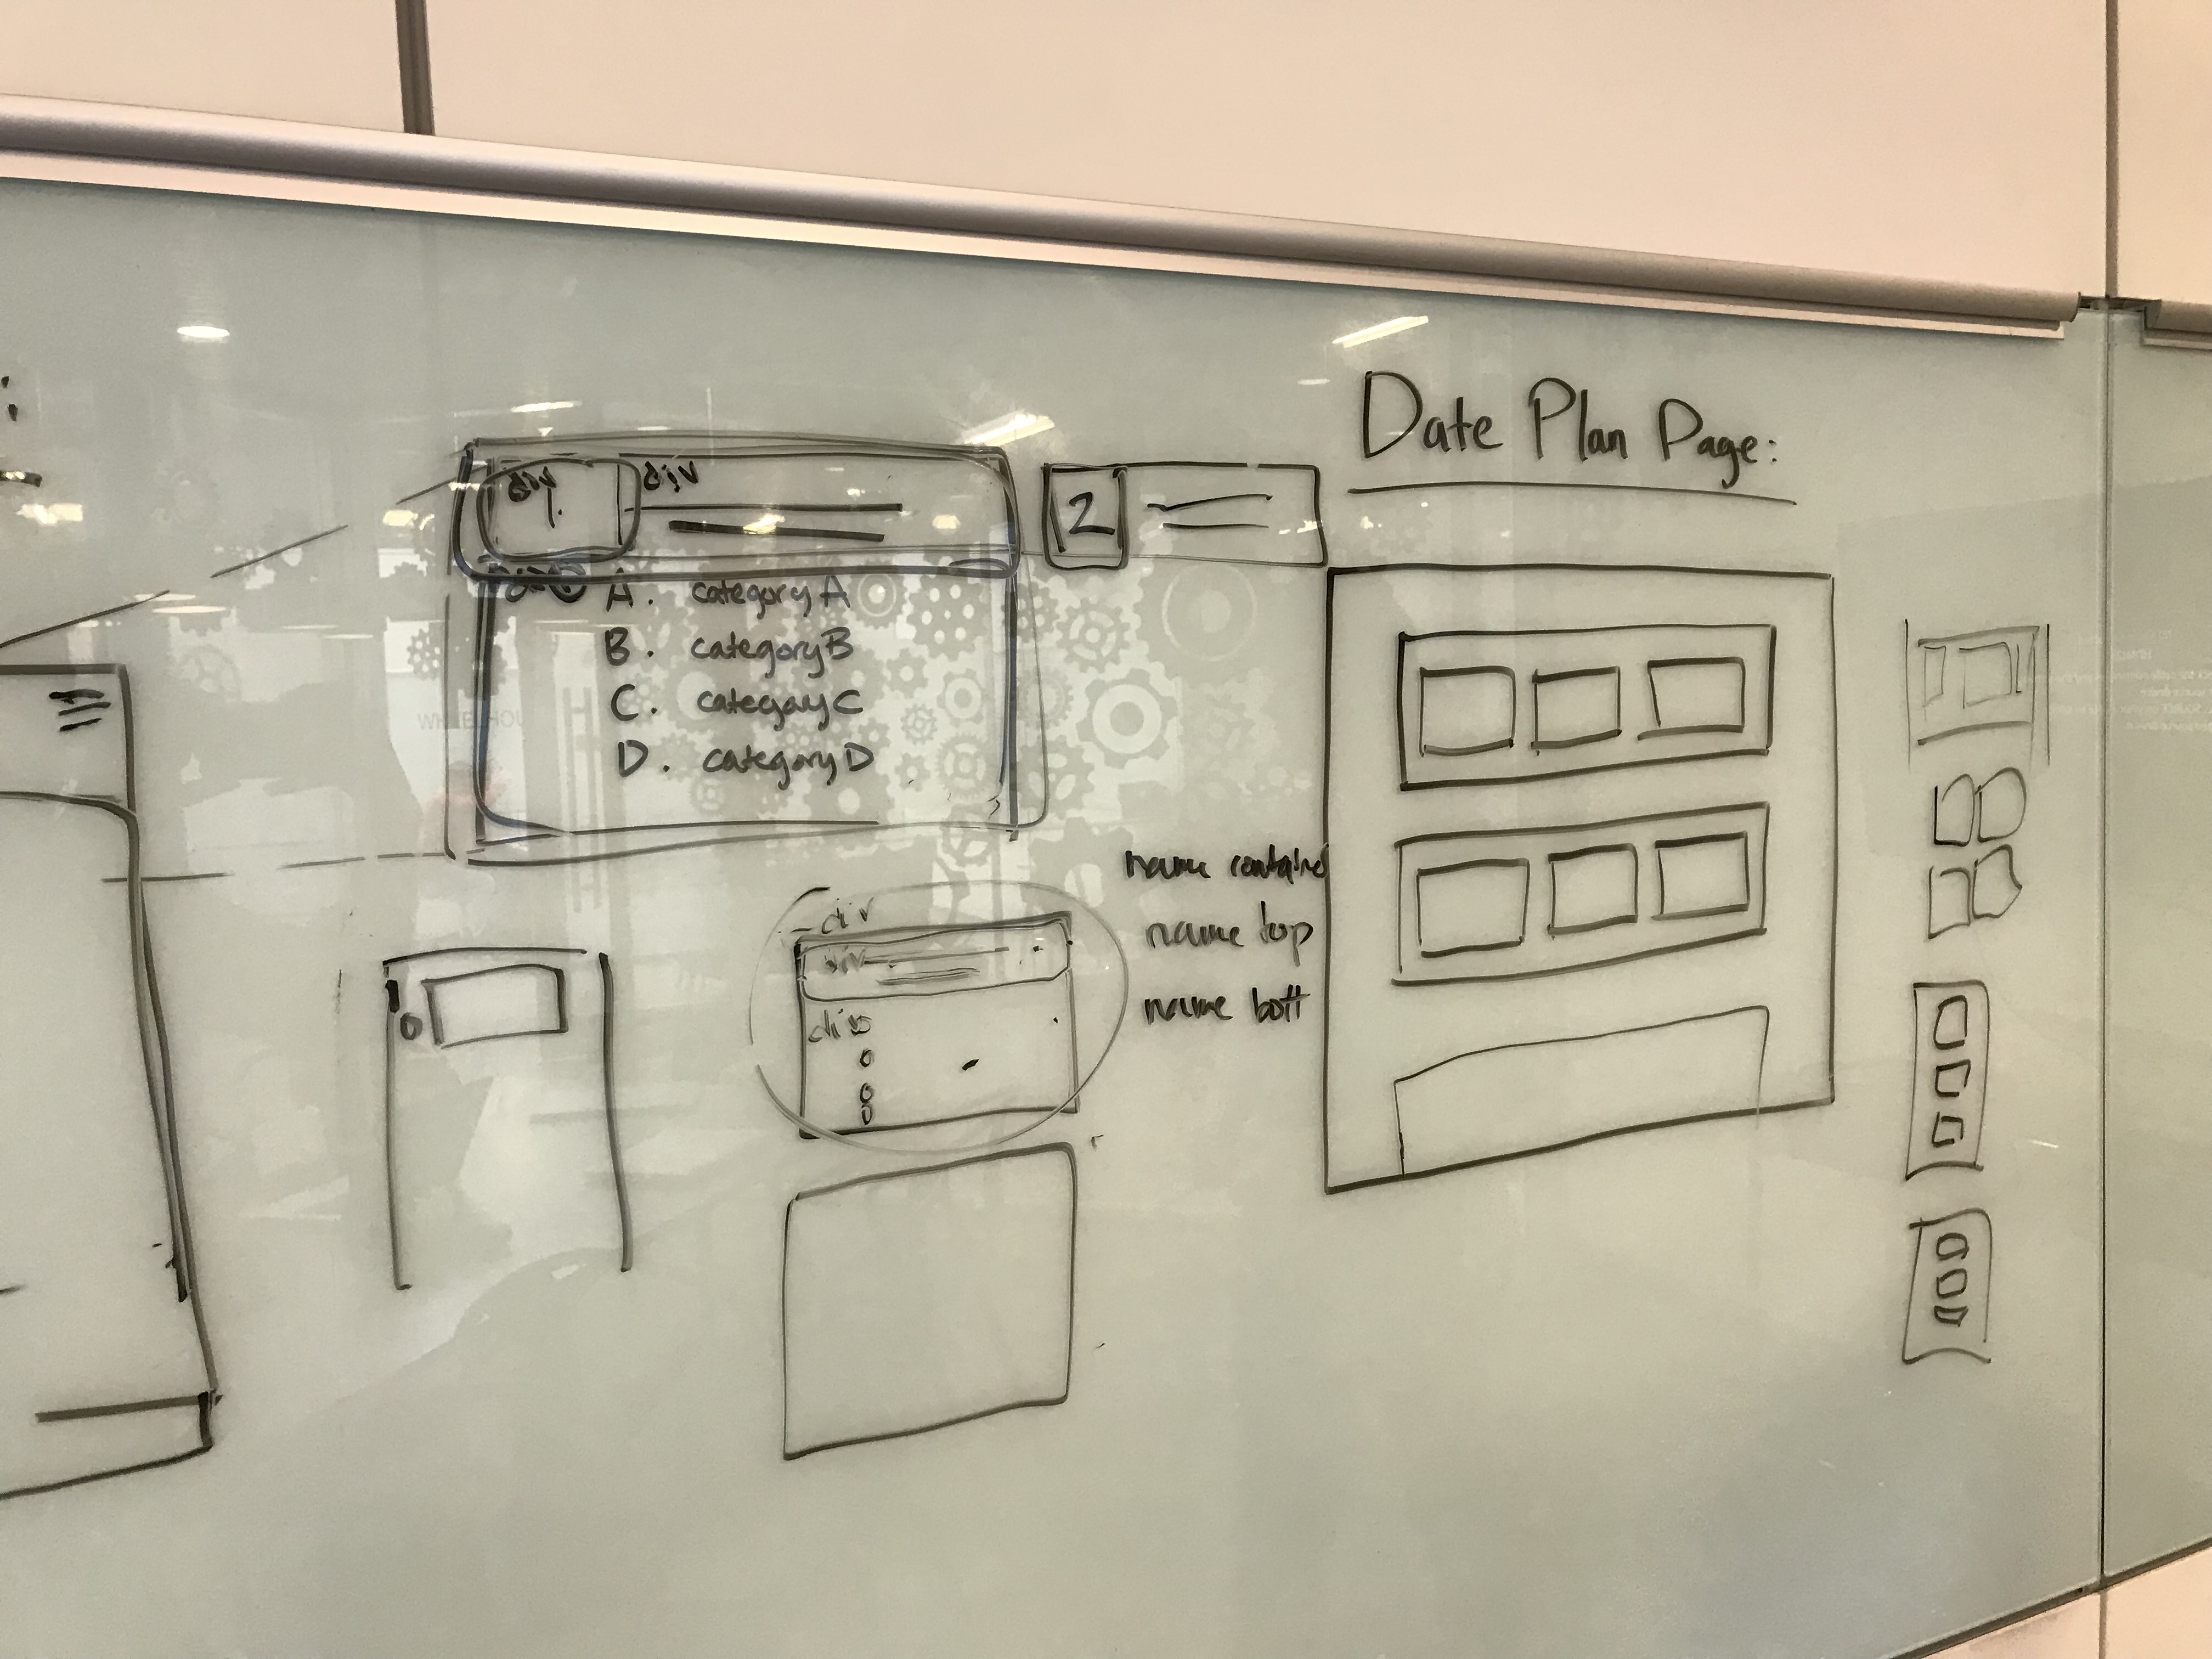 Date Plan Page:
div
div
1.
2
div
A. category A
B. category B
C. category C
D. category D
name container
name top
name bott
div
div
div